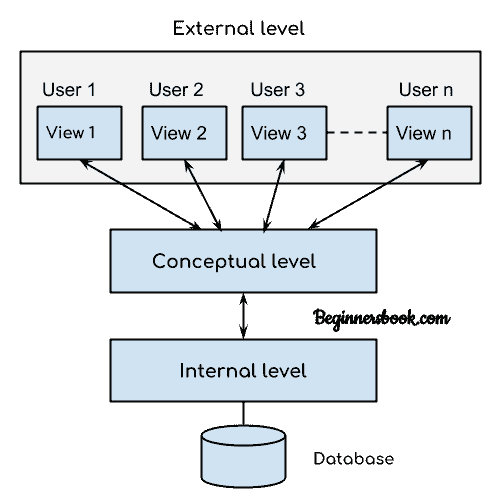 External level
User 1 User 2 User 3 User n
View 1 View 2 View 3 View n
Conceptual level
Beginnersbook.com
Internal level
Database